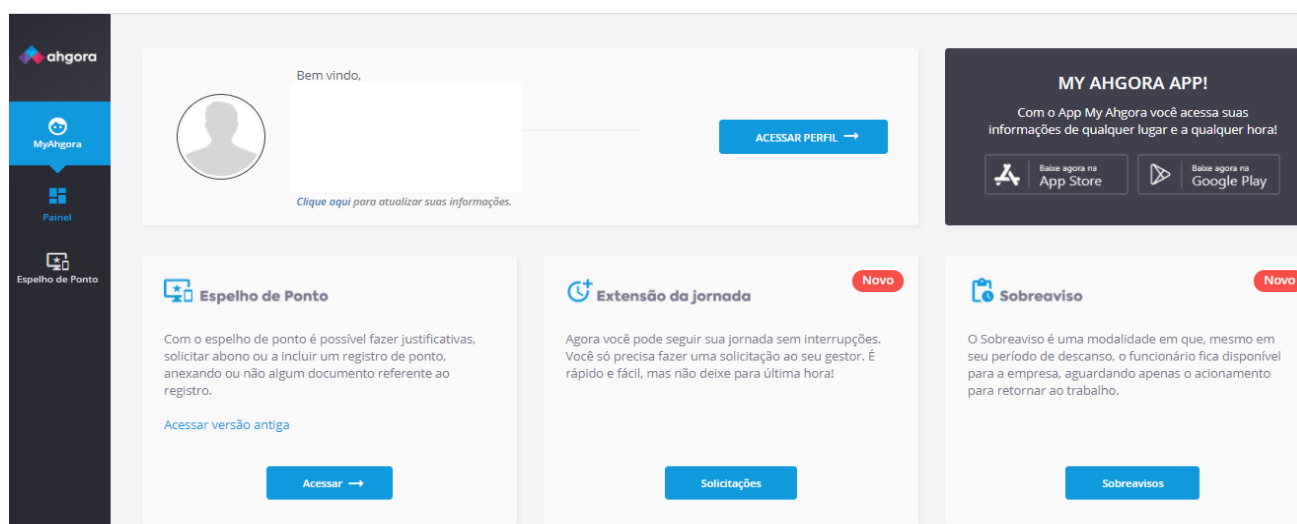 ahgora
MyAhgora
Painel
Espelho de Ponto
Bem vindo,
ACESSAR PERFIL →
Clique aqui para atualizar suas informações.
MY AHGORA APP!
Com o App My Ahgora você acessa suas
informações de qualquer lugar e a qualquer hora!
Baixe agora na
App Store
Baixe agora na
Google Play
Espelho de Ponto
Com o espelho de ponto é possível fazer justificativas,
solicitar abono ou a incluir um registro de ponto,
anexando ou não algum documento referente ao
registro.
Acessar versão antiga
Acessar →
Novo
Extensão da jornada
Agora você pode seguir sua jornada sem interrupções.
Você só precisa fazer uma solicitação ao seu gestor. É
rápido e fácil, mas não deixe para última hora!
Solicitações
Novo
Sobreaviso
O Sobreaviso é uma modalidade em que, mesmo em
seu período de descanso, o funcionário fica disponível
para a empresa, aguardando apenas o acionamento
para retornar ao trabalho.
Sobreavisos